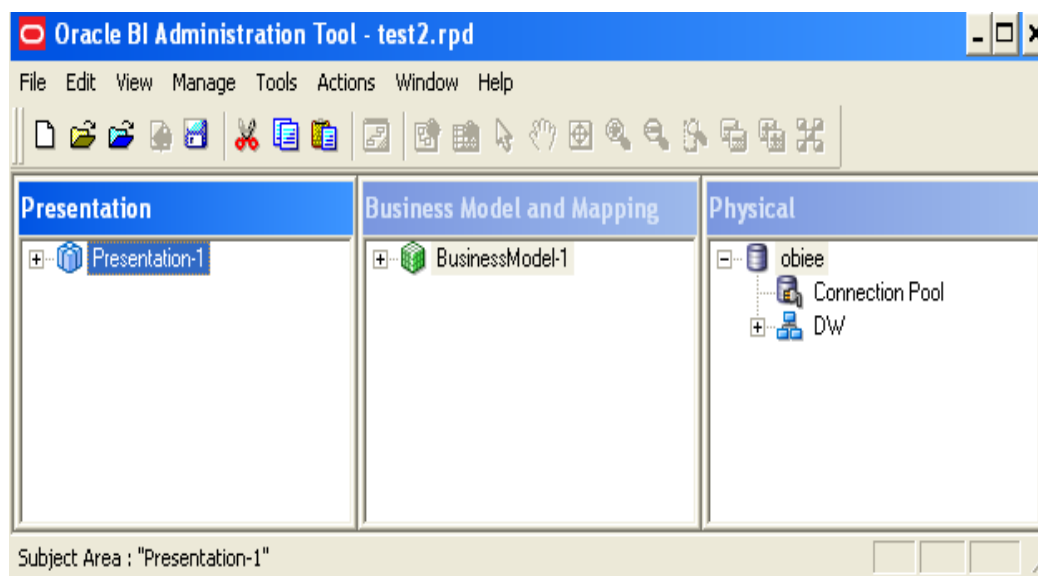 Oracle BI Administration Tool - test2.rpd
File Edit View Manage Tools Actions Window Help
Presentation Business Model and Mapping Physical
Presentation-1 BusinessModel-1 obiee
Connection Pool
DW
Subject Area : "Presentation-1"